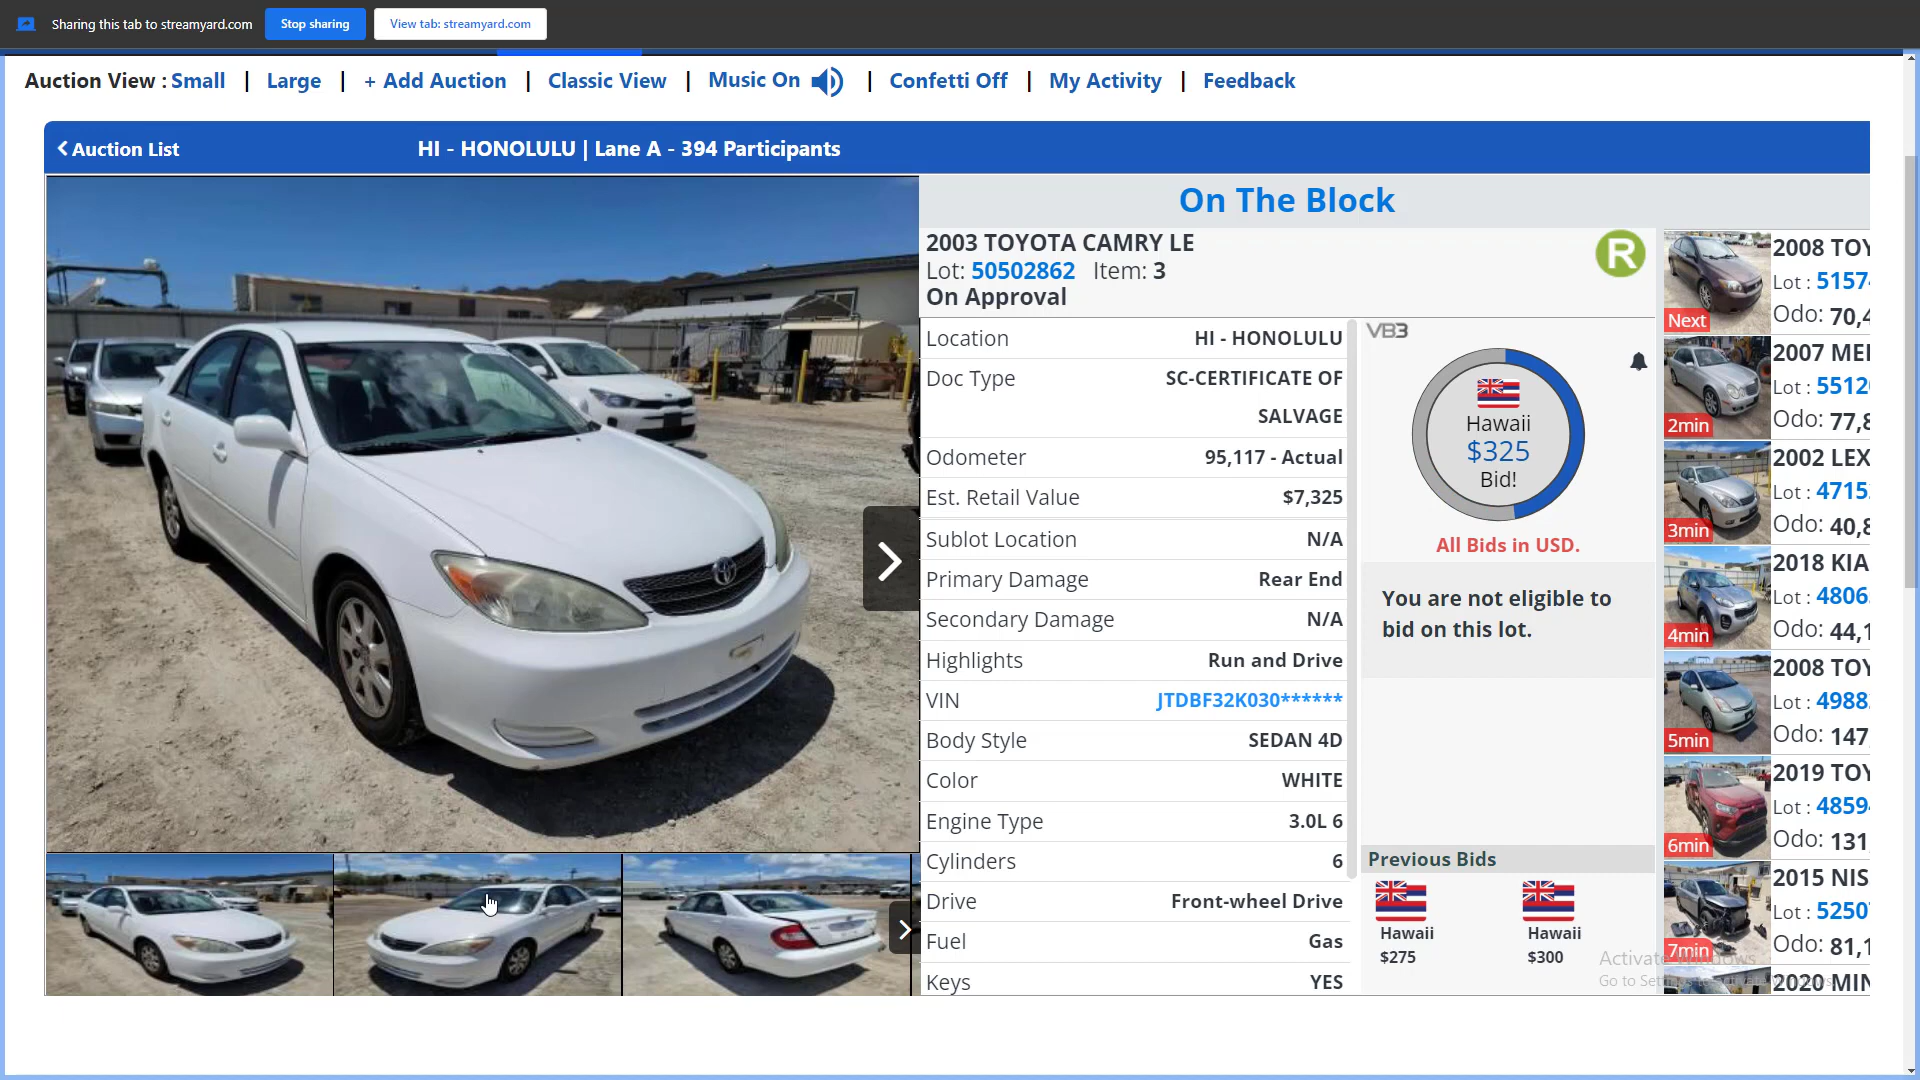 Sharing this tab to streamyard.com
Stop sharing
View tab: streamyard.com
Auction View : Small | Large | + Add Auction | Classic View | Music On | Confetti Off | My Activity | Feedback
Auction List
HI - HONOLULU | Lane A - 394 Participants
On The Block
2003 TOYOTA CAMRY LE
Lot: 50502862 Item: 3
On Approval
R
Location HI - HONOLULU
Doc Type SC-CERTIFICATE OF
SALVAGE
Odometer 95,117 - Actual
Est. Retail Value $7,325
Sublot Location N/A
Primary Damage Rear End
Secondary Damage N/A
Highlights Run and Drive
VIN JTDBF32K030******
Body Style SEDAN 4D
Color WHITE
Engine Type 3.0L 6
Cylinders 6
Drive Front-wheel Drive
Fuel Gas
Keys YES
VB3
Hawaii
$325
Bid!
All Bids in USD.
You are not eligible to
bid on this lot.
Previous Bids
Hawaii
$275
Hawaii
$300
2008 TOY
Lot : 5157
Odo: 70,4
Next
2007 MER
Lot : 5512
Odo: 77,8
2min
2002 LEX
Lot : 4715
Odo: 40,8
3min
2018 KIA
Lot : 4806
Odo: 44,1
4min
2008 TOY
Lot : 4988
Odo: 147,
5min
2019 TOY
Lot : 4859
Odo: 131,
6min
2015 NIS
Lot : 5250
Odo: 81,1
7min
2020 MIN
Activate Windows
Go to Settings to activate Windows.